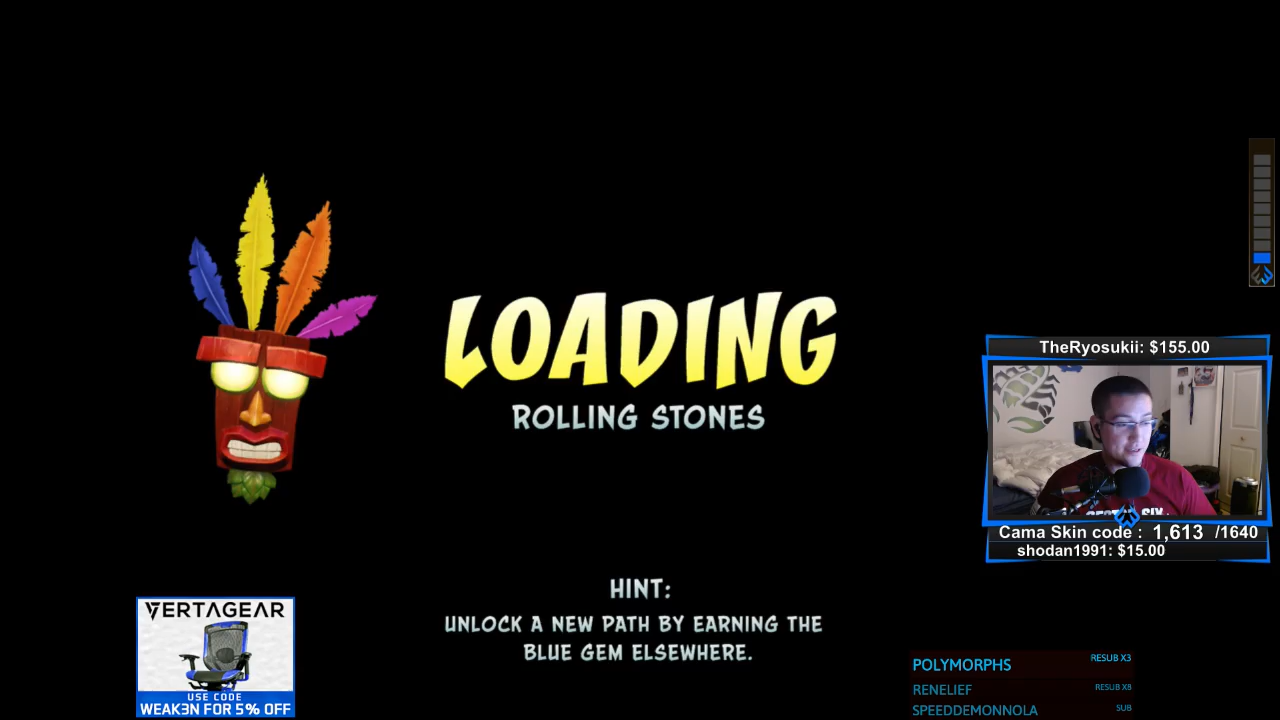 LOADING
ROLLING STONES
HINT:
UNLOCK A NEW PATH BY EARNING THE
BLUE GEM ELSEWHERE.
TheRyosukii: $155.00
Cama Skin code : 1,613 /1640
shodan1991: $15.00
VERTAGEAR
USE CODE
WEAK3N FOR 5% OFF
POLYMORPHS RESUB X3
RENELIEF RESUB X8
SPEEDDEMONNOLA SUB